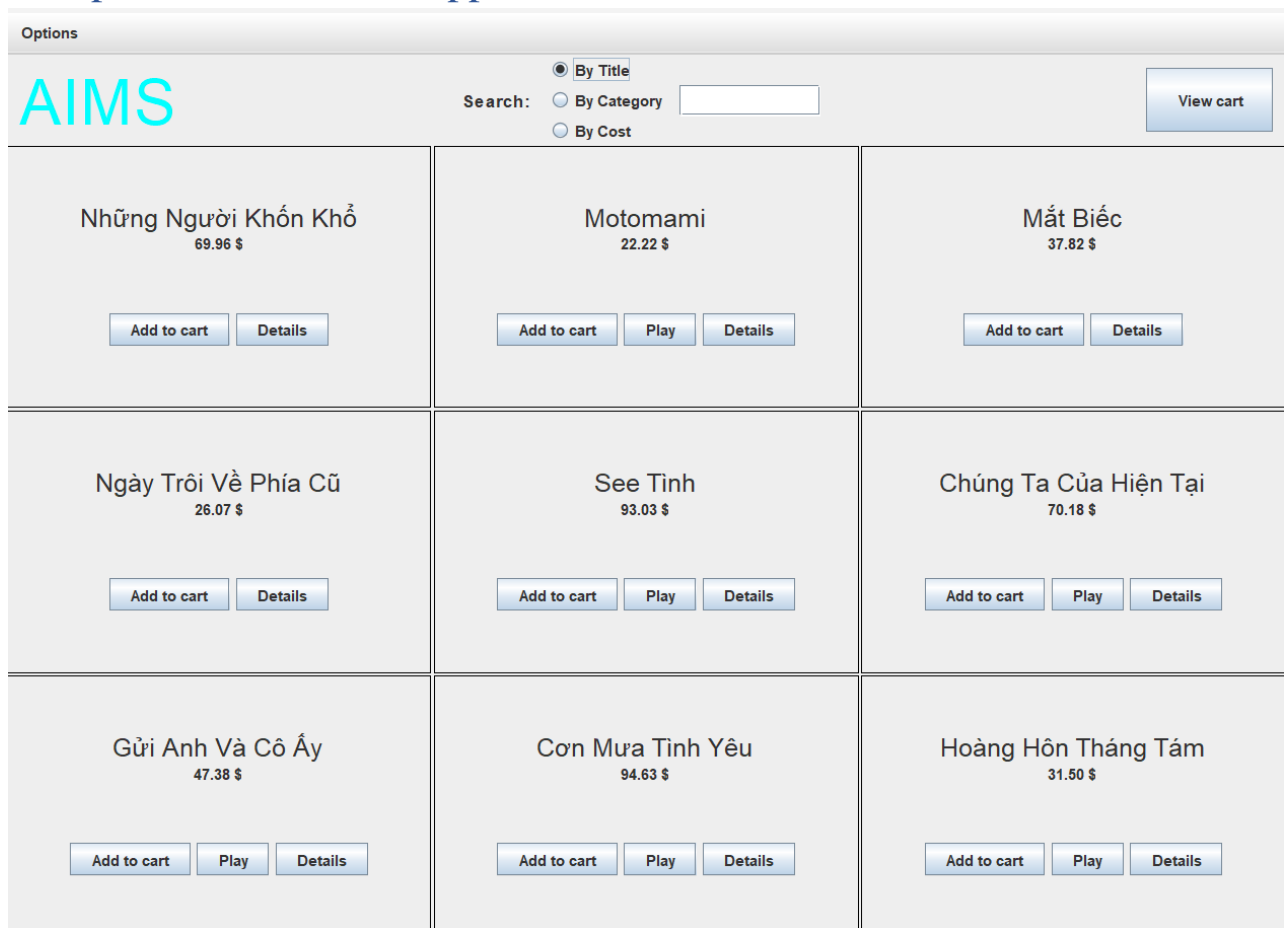 Options
AIMS
Search:
By Title
By Category
By Cost
View cart
Những Người Khốn Khổ
69.96 $
Add to cart Details
Motomami
22.22 $
Add to cart Play Details
Mắt Biếc
37.82 $
Add to cart Details
Ngày Trôi Về Phía Cũ
26.07 $
Add to cart Details
See Tình
93.03 $
Add to cart Play Details
Chúng Ta Của Hiện Tại
70.18 $
Add to cart Play Details
Gửi Anh Và Cô Ấy
47.38 $
Add to cart Play Details
Cơn Mưa Tình Yêu
94.63 $
Add to cart Play Details
Hoàng Hôn Tháng Tám
31.50 $
Add to cart Play Details